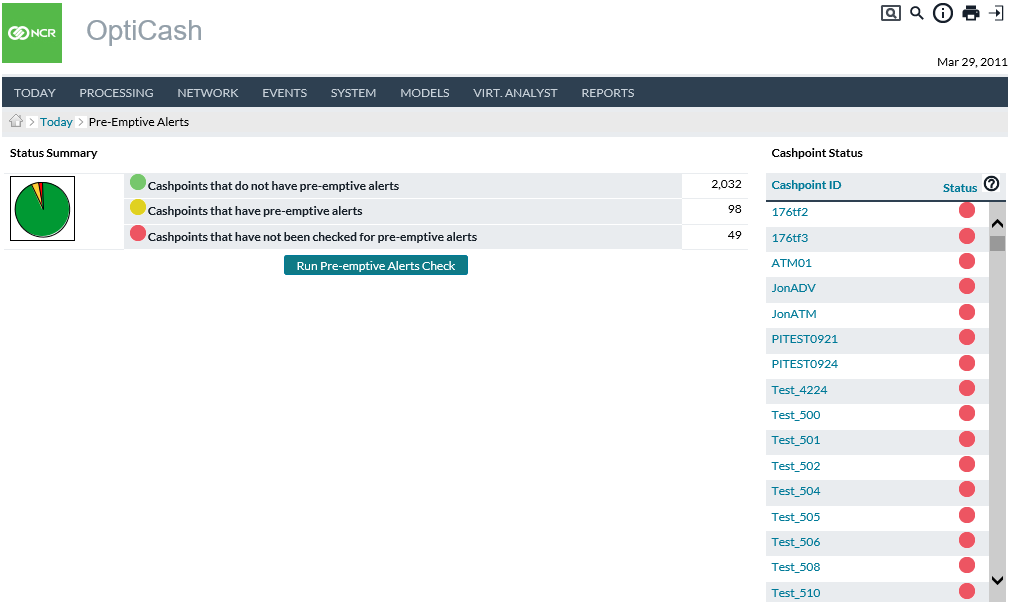 NCR
OptiCash
Mar 29, 2011
TODAY PROCESSING NETWORK EVENTS SYSTEM MODELS VIRT. ANALYST REPORTS
Today Pre-Emptive Alerts
Status Summary
Cashpoints that do not have pre-emptive alerts 2,032
Cashpoints that have pre-emptive alerts 98
Cashpoints that have not been checked for pre-emptive alerts 49
Run Pre-emptive Alerts Check
Cashpoint Status
Cashpoint ID Status
176tf2
176tf3
ATM01
JonADV
JonATM
PITEST0921
PITEST0924
Test_4224
Test_500
Test_501
Test_502
Test_504
Test_505
Test_506
Test_508
Test_510